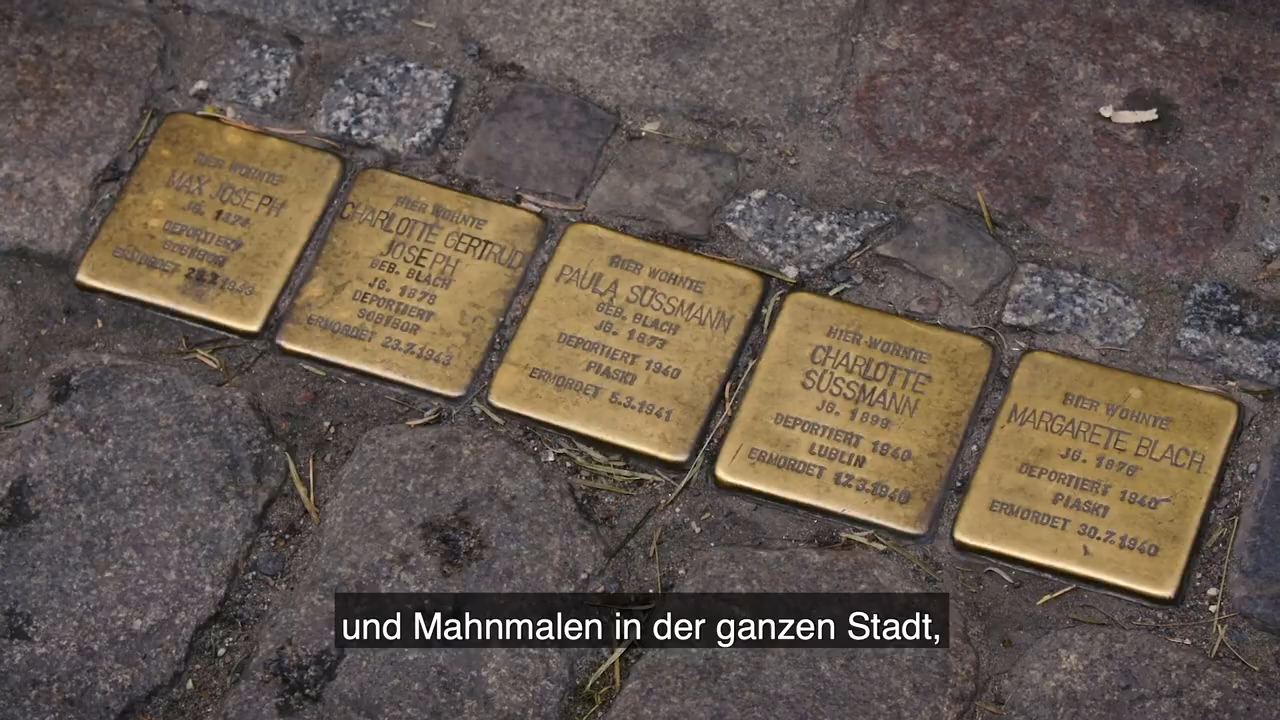 HIER WOHNTE
MAX JOSEPH
JG. 1874
DEPORTIERT
SOBIBOR
ERMORDET 23.7.1943
HIER WOHNTE
CHARLOTTE GERTRUD
JOSEPH
GEB. BLACH
JG. 1878
DEPORTIERT
SOBIBOR
ERMORDET 23.7.1943
HIER WOHNTE
PAULA SÜSSMANN
GEB. BLACH
JG. 1873
DEPORTIERT 1940
PIASKI
ERMORDET 5.3.1941
HIER WOHNTE
CHARLOTTE
SÜSSMANN
JG. 1899
DEPORTIERT 1940
LUBLIN
ERMORDET 12.3.1940
HIER WOHNTE
MARGARETE BLACH
JG. 1875
DEPORTIERT 1940
PIASKI
ERMORDET 30.7.1940
und Mahnmalen in der ganzen Stadt,